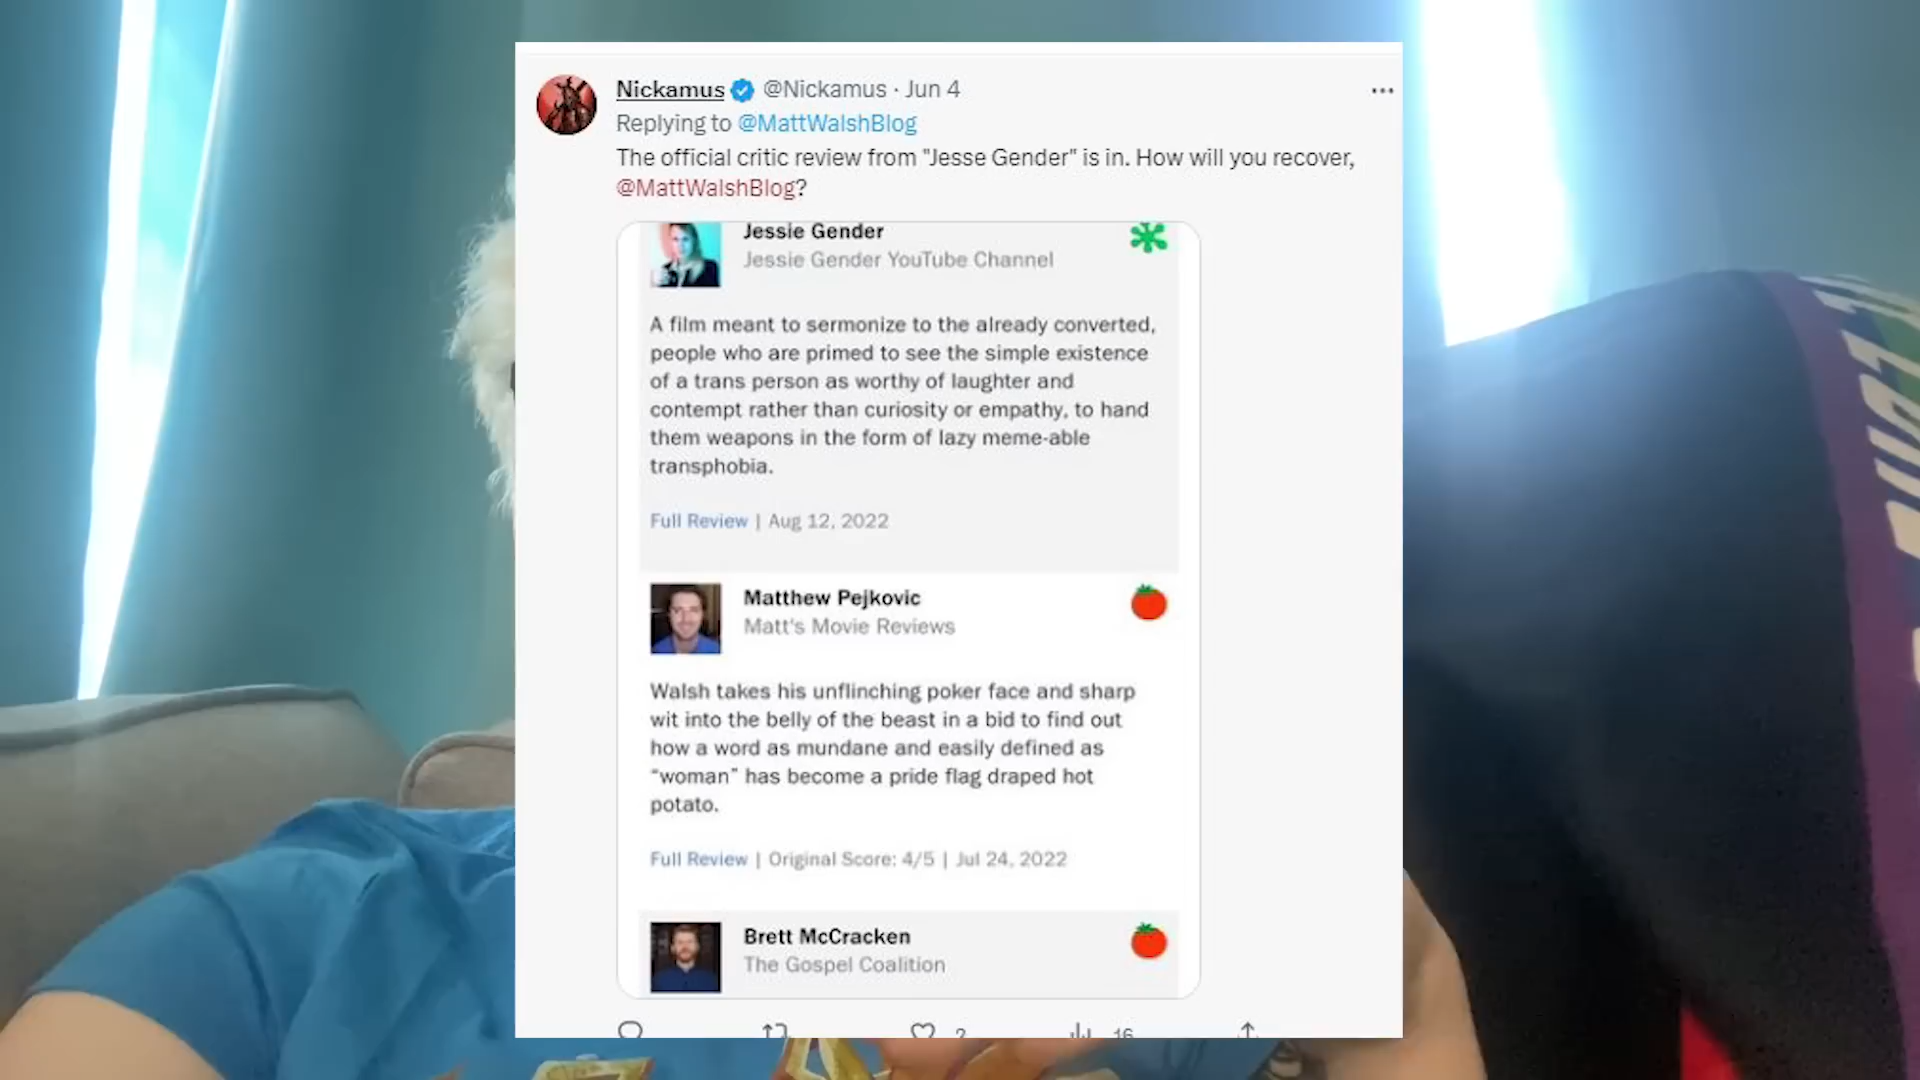 Nickamus @Nickamus · Jun 4
Replying to @MattWalshBlog
The official critic review from "Jesse Gender" is in. How will you recover,
@MattWalshBlog?
Jessie Gender
Jessie Gender YouTube Channel
A film meant to sermonize to the already converted,
people who are primed to see the simple existence
of a trans person as worthy of laughter and
contempt rather than curiosity or empathy, to hand
them weapons in the form of lazy meme-able
transphobia.
Full Review | Aug 12, 2022
Matthew Pejkovic
Matt's Movie Reviews
Walsh takes his unflinching poker face and sharp
wit into the belly of the beast in a bid to find out
how a word as mundane and easily defined as
“woman” has become a pride flag draped hot
potato.
Full Review | Original Score: 4/5 | Jul 24, 2022
Brett McCracken
The Gospel Coalition
2 16